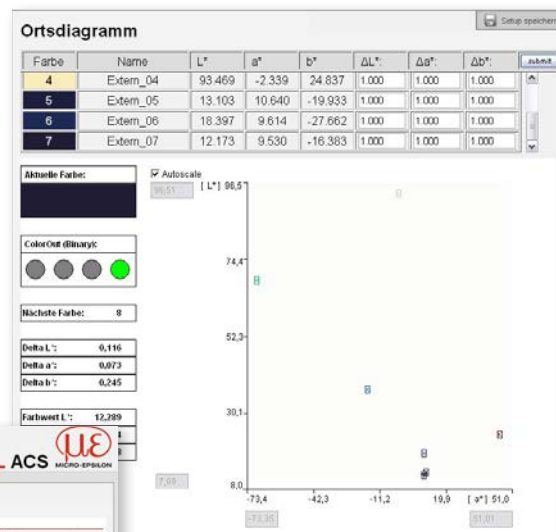 Setup speichern
Ortsdiagramm
Farbe Name L* a* b* ΔL*: Δa*: Δb*: submit
4 Extern_04 93.469 -2.339 24.837 1.000 1.000 1.000
5 Extern_05 13.103 10.640 -19.933 1.000 1.000 1.000
6 Extern_06 18.397 9.614 -27.662 1.000 1.000 1.000
7 Extern_07 12.173 9.530 -16.383 1.000 1.000 1.000
Aktuelle Farbe:
Autoscale
96,51 [ L*] 96,5
74,4
52,3
30,1
8,0
-73,4 -42,3 -11,2 19,9 [ a*] 51,0
-73,35 51,01
ColorOut (Binary):
Nächste Farbe: 8
Delta L*: 0,116
Delta a*: 0,073
Delta b*: 0,245
Farbwert L*: 12,289
ACS
με
MICRO-EPSILON